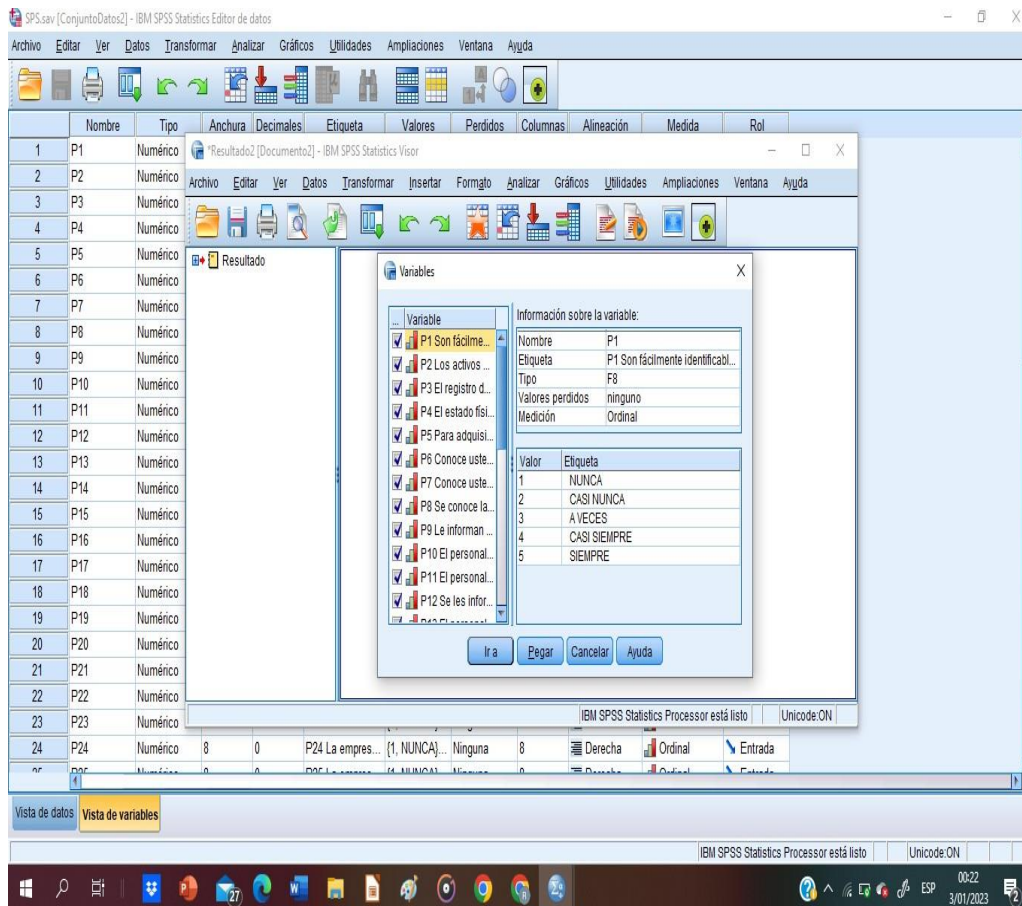 SPS.sav [ConjuntoDatos2] - IBM SPSS Statistics Editor de datos
Archivo Editar Ver Datos Transformar Analizar Gráficos Utilidades Ampliaciones Ventana Ayuda
Nombre Tipo Anchura Decimales Etiqueta Valores Perdidos Columnas Alineación Medida Rol
1 P1 Numérico
2 P2 Numérico
3 P3 Numérico
4 P4 Numérico
5 P5 Numérico
6 P6 Numérico
7 P7 Numérico
8 P8 Numérico
9 P9 Numérico
10 P10 Numérico
11 P11 Numérico
12 P12 Numérico
13 P13 Numérico
14 P14 Numérico
15 P15 Numérico
16 P16 Numérico
17 P17 Numérico
18 P18 Numérico
19 P19 Numérico
20 P20 Numérico
21 P21 Numérico
22 P22 Numérico
23 P23 Numérico
24 P24 Numérico 8 0 P24 La empres... {1, NUNCA}... Ninguna 8 Derecha Ordinal Entrada
*Resultado2 [Documento2] - IBM SPSS Statistics Visor
Archivo Editar Ver Datos Transformar Insertar Formato Analizar Gráficos Utilidades Ampliaciones Ventana Ayuda
Resultado
Variables
... Variable
P1 Son fácilme...
P2 Los activos ...
P3 El registro d...
P4 El estado físi...
P5 Para adquisi...
P6 Conoce uste...
P7 Conoce uste...
P8 Se conoce la...
P9 Le informan ...
P10 El personal...
P11 El personal...
P12 Se les infor...
Información sobre la variable:
Nombre P1
Etiqueta P1 Son fácilmente identificabl...
Tipo F8
Valores perdidos ninguno
Medición Ordinal
Valor Etiqueta
1 NUNCA
2 CASI NUNCA
3 A VECES
4 CASI SIEMPRE
5 SIEMPRE
Ir a Pegar Cancelar Ayuda
IBM SPSS Statistics Processor está listo Unicode:ON
Vista de datos Vista de variables
IBM SPSS Statistics Processor está listo Unicode:ON
27
ESP
00:22
3/01/2023
2